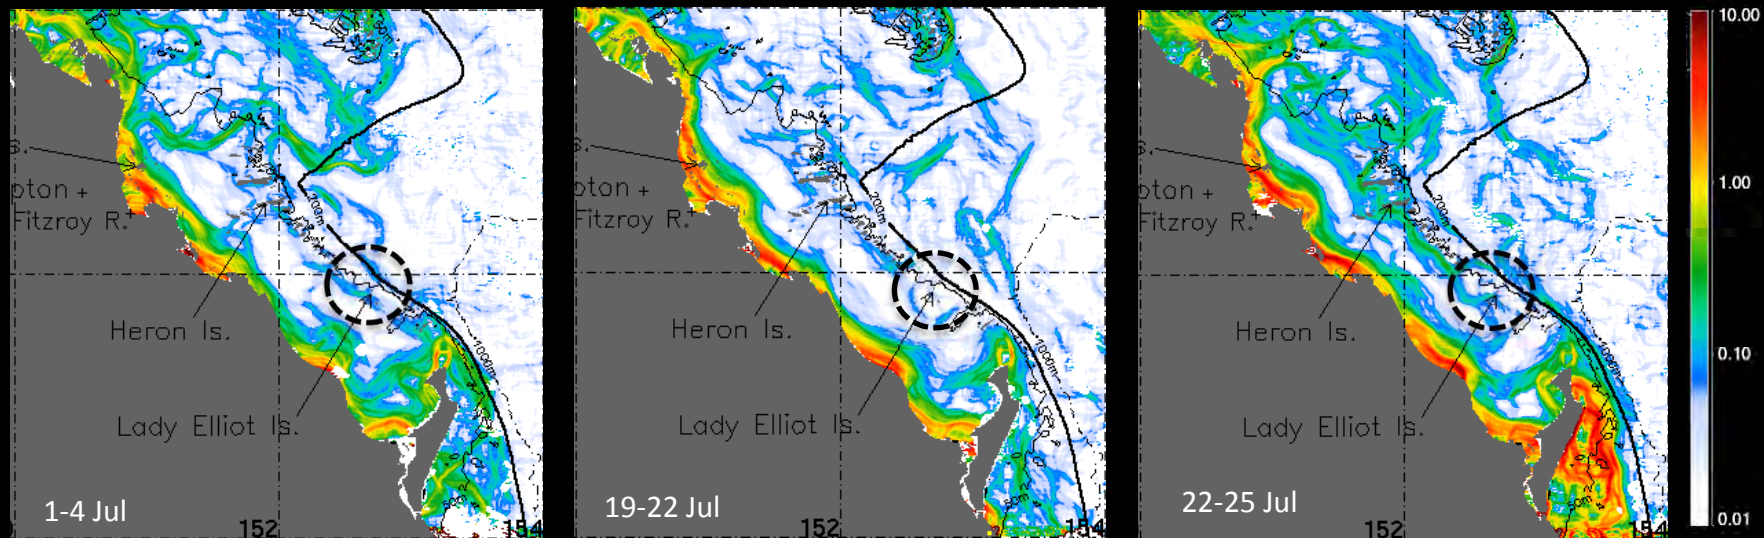 s.
pton +
Fitzroy R.
200m
Heron Is.
1000m
Lady Elliot Is.
1-4 Jul
152
154
s.
pton +
Fitzroy R.
200m
Heron Is.
1000m
Lady Elliot Is.
19-22 Jul
152
154
s.
pton +
Fitzroy R.
200m
Heron Is.
1000m
Lady Elliot Is.
22-25 Jul
152
154
10.00
1.00
0.10
0.01